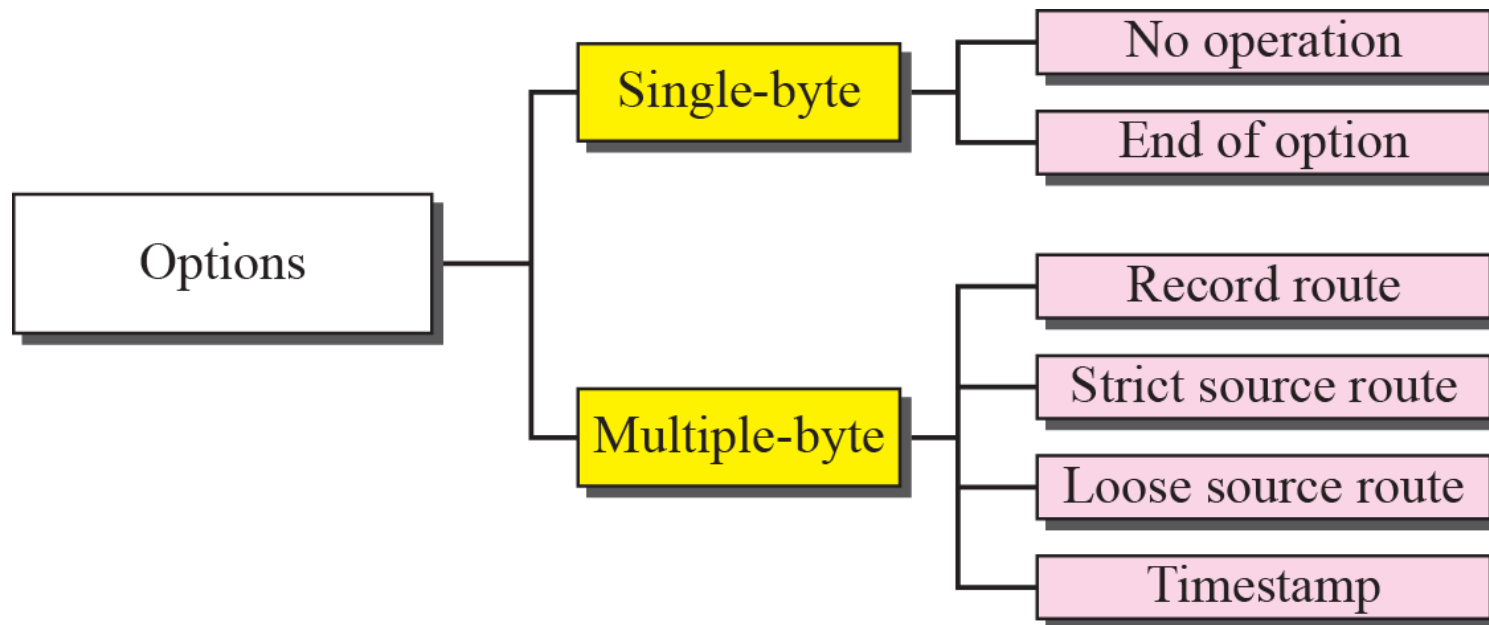 Options
Single-byte
No operation
End of option
Multiple-byte
Record route
Strict source route
Loose source route
Timestamp